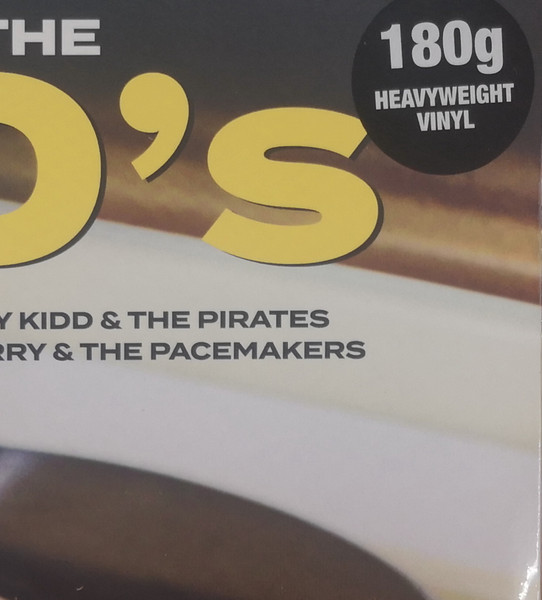 THE
0's
180g
HEAVYWEIGHT
VINYL
Y KIDD & THE PIRATES
RRY & THE PACEMAKERS